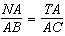 NA/AB = TA/AC